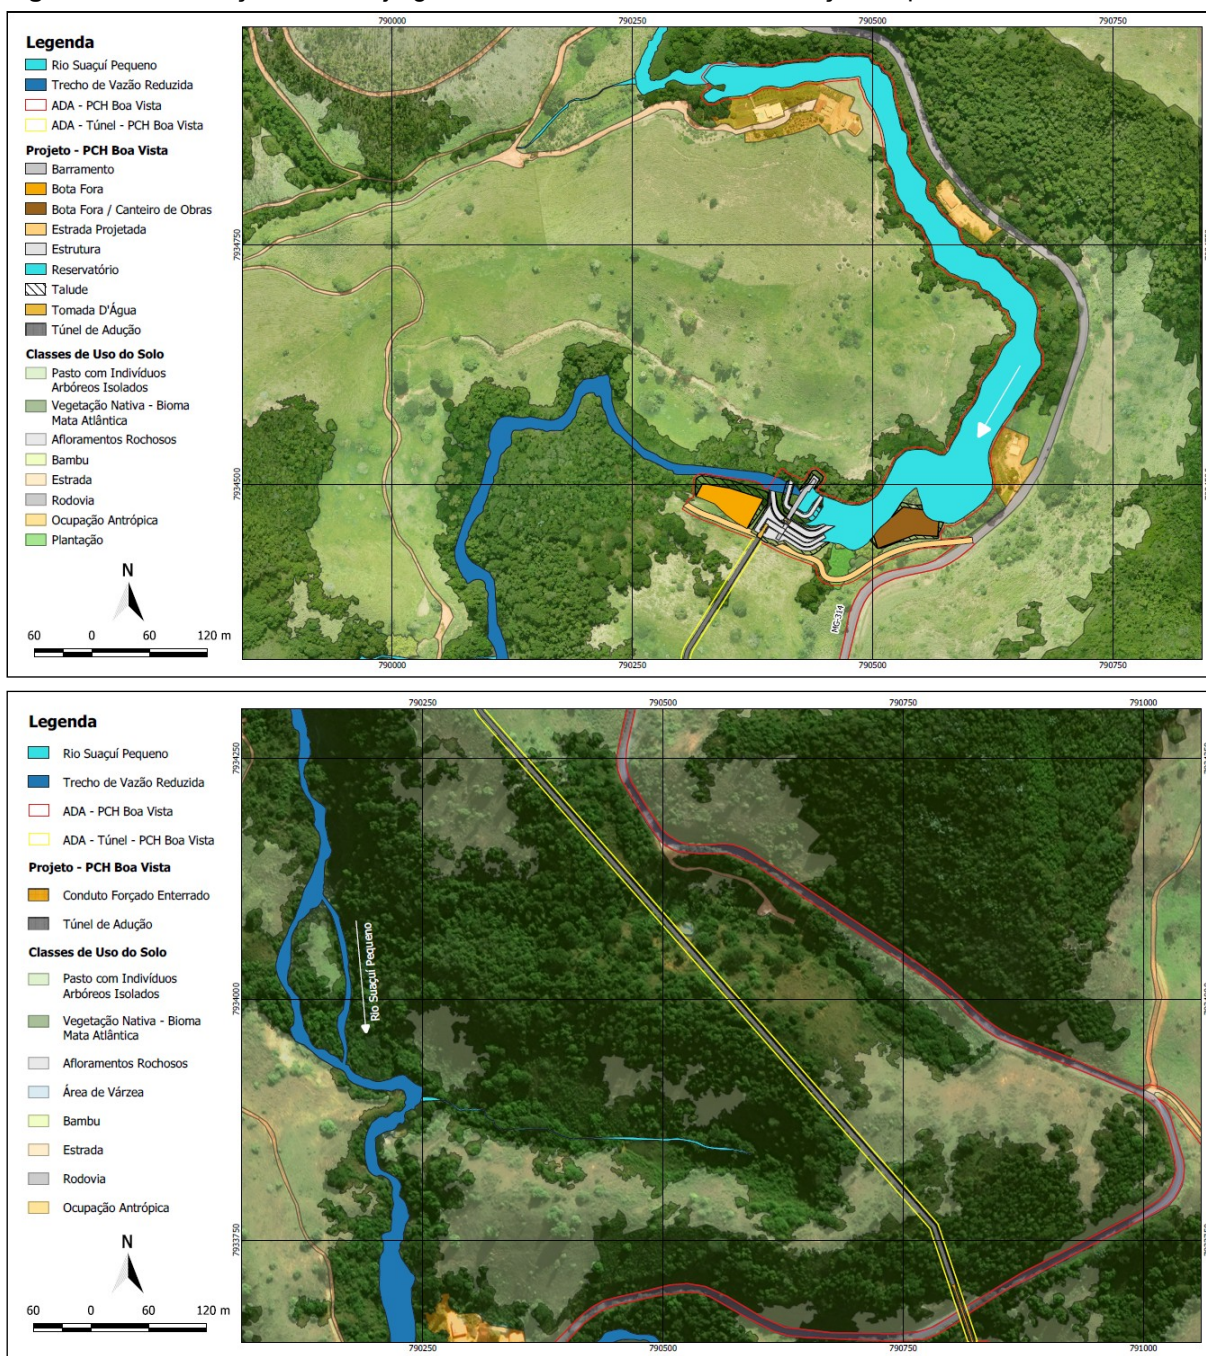 790000
790250
790500
790750
Legenda
Rio Suaçuí Pequeno
Trecho de Vazão Reduzida
ADA - PCH Boa Vista
ADA - Túnel - PCH Boa Vista
Projeto - PCH Boa Vista
Barramento
Bota Fora
Bota Fora / Canteiro de Obras
Estrada Projetada
Estrutura
Reservatório
Talude
Tomada D'Água
Túnel de Adução
Classes de Uso do Solo
Pasto com Indivíduos
Arbóreos Isolados
Vegetação Nativa - Bioma
Mata Atlântica
Afloramentos Rochosos
Bambu
Estrada
Rodovia
Ocupação Antrópica
Plantação
N
60 0 60 120 m
7934750
7934500
MG-314
790000
790250
790500
790750
790250
790500
790750
791000
Legenda
Rio Suaçuí Pequeno
Trecho de Vazão Reduzida
ADA - PCH Boa Vista
ADA - Túnel - PCH Boa Vista
Projeto - PCH Boa Vista
Conduto Forçado Enterrado
Túnel de Adução
Classes de Uso do Solo
Pasto com Indivíduos
Arbóreos Isolados
Vegetação Nativa - Bioma
Mata Atlântica
Afloramentos Rochosos
Área de Várzea
Bambu
Estrada
Rodovia
Ocupação Antrópica
N
60 0 60 120 m
7934250
7934000
7933750
Rio Suaçuí Pequeno
790250
790500
790750
791000